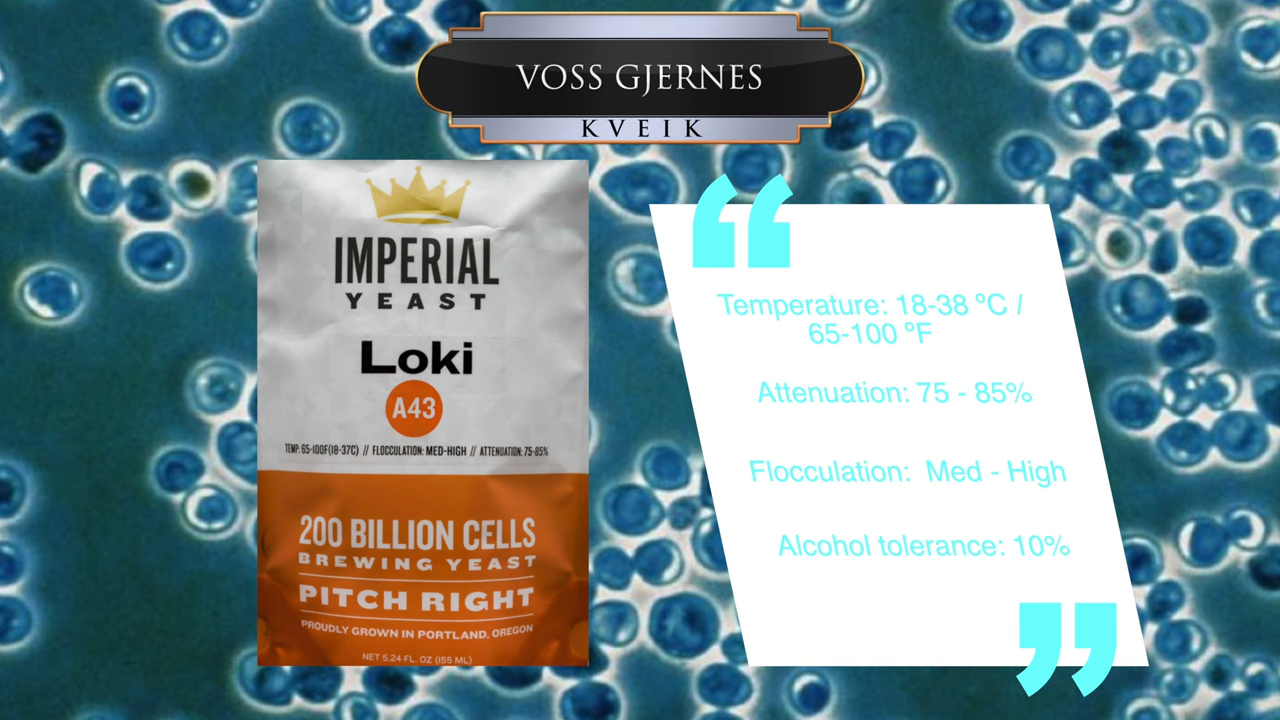 VOSS GJERNES
KVEIK
IMPERIAL
YEAST
Loki
A43
TEMP: 65-100F(18-37C) // FLOCCULATION: MED-HIGH // ATTENUATION: 75-85%
200 BILLION CELLS
BREWING YEAST
PITCH RIGHT
PROUDLY GROWN IN PORTLAND, OREGON
NET 5.24 FL. OZ (155 ML)
“
Temperature: 18-38 ºC /
65-100 ºF
Attenuation: 75 - 85%
Flocculation:  Med - High
Alcohol tolerance: 10%
”